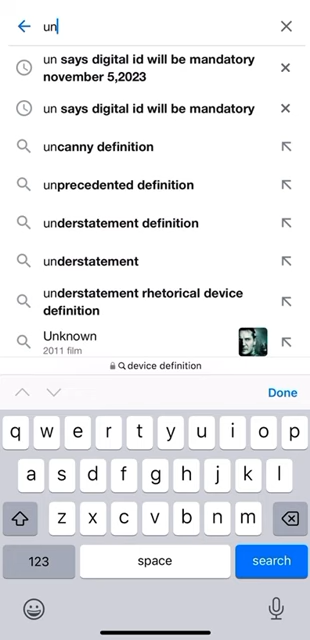 un
un says digital id will be mandatory
november 5,2023
un says digital id will be mandatory
uncanny definition
unprecedented definition
understatement definition
understatement
understatement rhetorical device
definition
Unknown
2011 film
device definition
Done
q w e r t y u i o p
a s d f g h j k l
z x c v b n m
123 space search